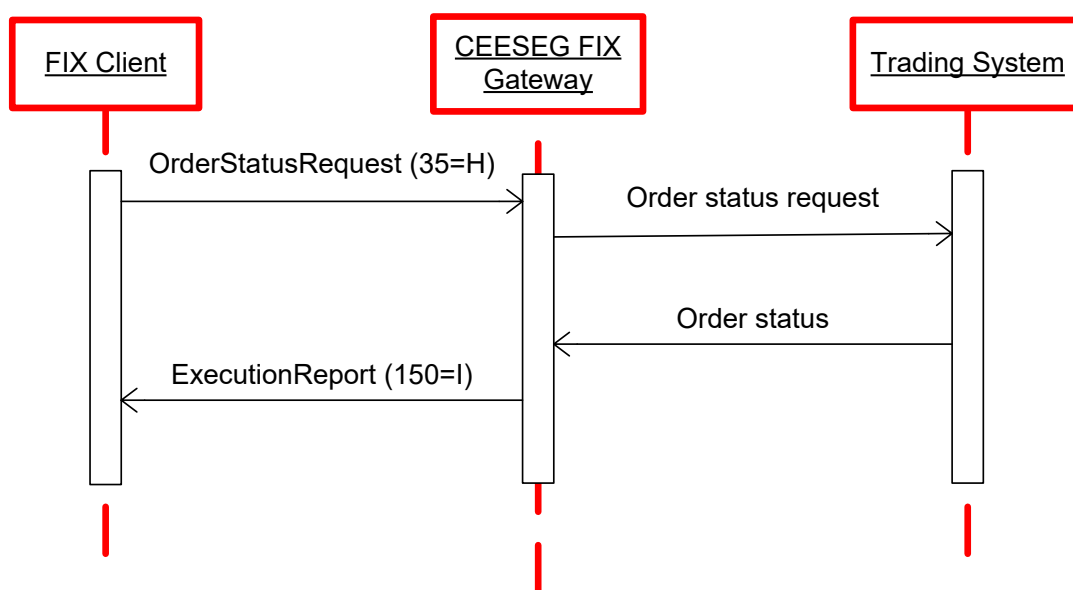 FIX Client
CEESEG FIX
Gateway
Trading System
OrderStatusRequest (35=H)
Order status request
Order status
ExecutionReport (150=I)